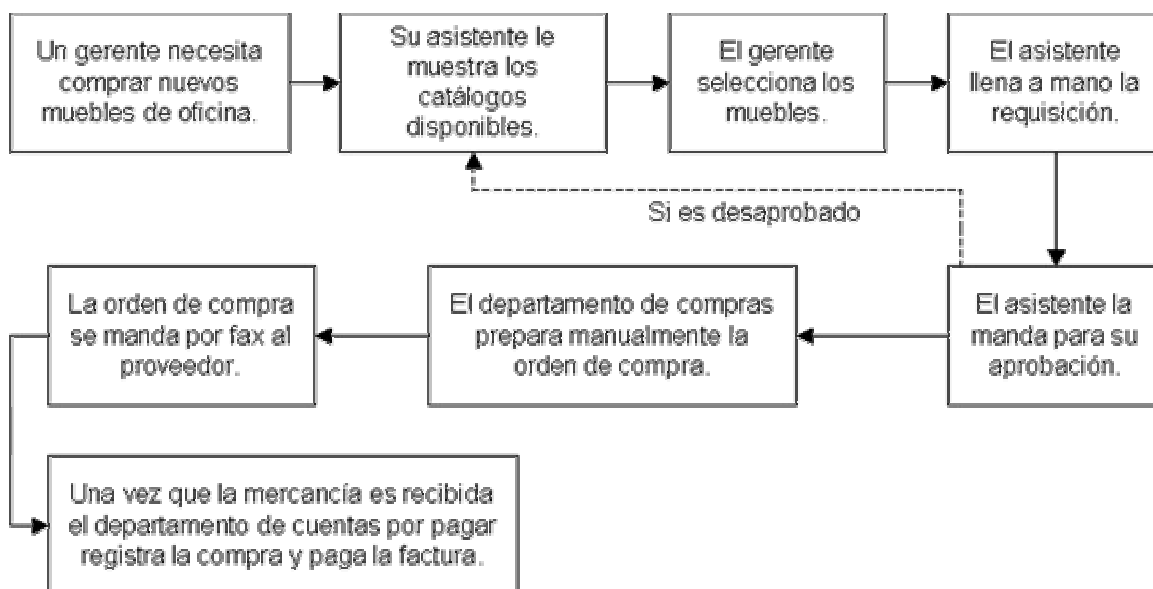 Un gerente necesita
comprar nuevos
muebles de oficina.
Su asistente le
muestra los
catálogos
disponibles.
El gerente
selecciona los
muebles.
El asistente
llena a mano la
requisición.
Si es desaprobado
El asistente la
manda para su
aprobación.
El departamento de compras
prepara manualmente la
orden de compra.
La orden de compra
se manda por fax al
proveedor.
Una vez que la mercancía es recibida
el departamento de cuentas por pagar
registra la compra y paga la factura.